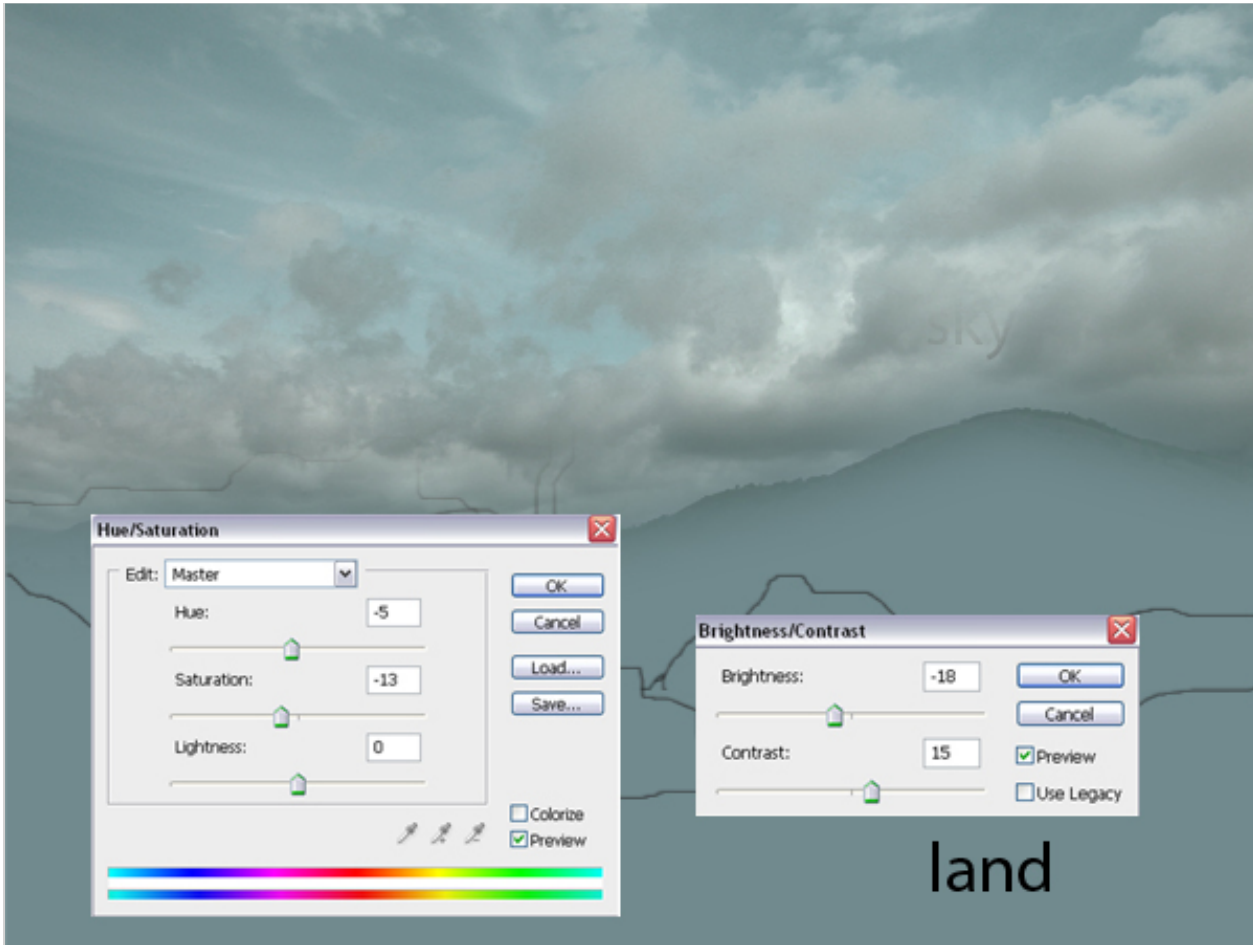 sky
Hue/Saturation
Edit: Master
Hue: -5
Saturation: -13
Lightness: 0
OK
Cancel
Load...
Save...
Colorize
Preview
Brightness/Contrast
Brightness: -18
Contrast: 15
OK
Cancel
Preview
Use Legacy
land